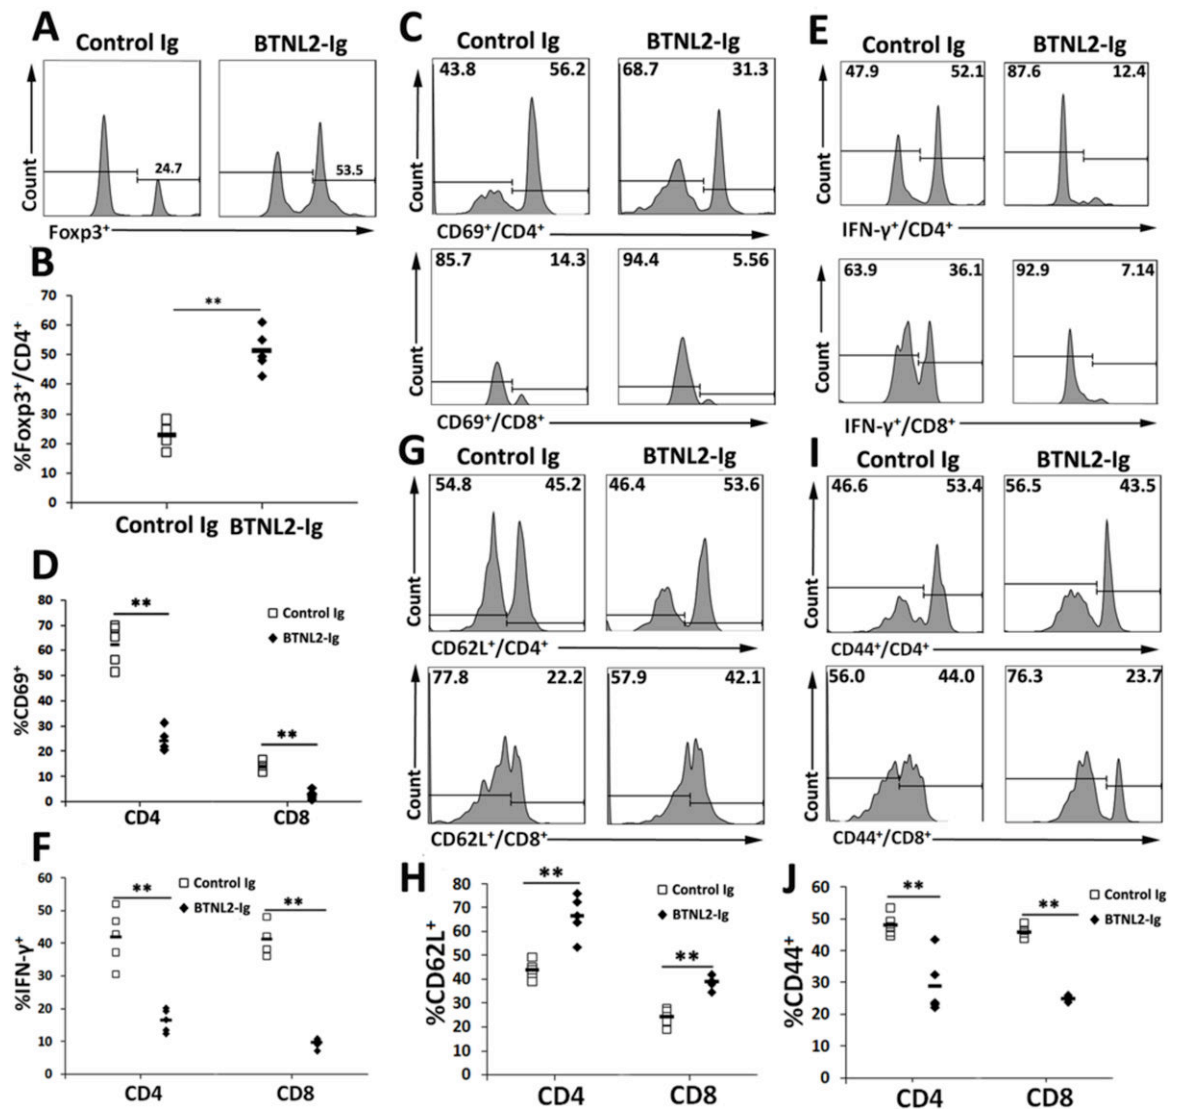 A
Control Ig BTNL2-Ig
Count
24.7 53.5
Foxp3⁺
B
%Foxp3⁺/CD4⁺
70
60
50
40
30
20
10
0
**
Control Ig BTNL2-Ig
C
Control Ig BTNL2-Ig
43.8 56.2 68.7 31.3
Count
CD69⁺/CD4⁺
85.7 14.3 94.4 5.56
Count
CD69⁺/CD8⁺
D
%CD69⁺
80
70
60
50
40
30
20
10
0
** **
Control Ig
BTNL2-Ig
CD4 CD8
E
Control Ig BTNL2-Ig
47.9 52.1 87.6 12.4
Count
IFN-γ⁺/CD4⁺
63.9 36.1 92.9 7.14
Count
IFN-γ⁺/CD8⁺
F
%IFN-γ⁺
60
50
40
30
20
10
0
** **
Control Ig
BTNL2-Ig
CD4 CD8
G
Control Ig BTNL2-Ig
54.8 45.2 46.4 53.6
Count
CD62L⁺/CD4⁺
77.8 22.2 57.9 42.1
Count
CD62L⁺/CD8⁺
H
%CD62L⁺
80
70
60
50
40
30
20
10
0
** **
Control Ig
BTNL2-Ig
CD4 CD8
I
Control Ig BTNL2-Ig
46.6 53.4 56.5 43.5
Count
CD44⁺/CD4⁺
56.0 44.0 76.3 23.7
Count
CD44⁺/CD8⁺
J
%CD44⁺
60
50
40
30
20
10
0
** **
Control Ig
BTNL2-Ig
CD4 CD8